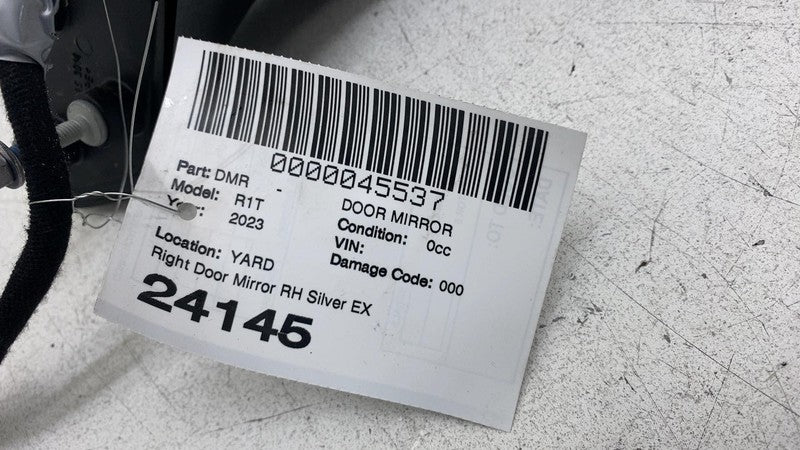 0000045537
Part: DMR - DOOR MIRROR
Model: R1T Condition: 0cc
2023 VIN:
Location: YARD Damage Code: 000
Right Door Mirror RH Silver EX
24145